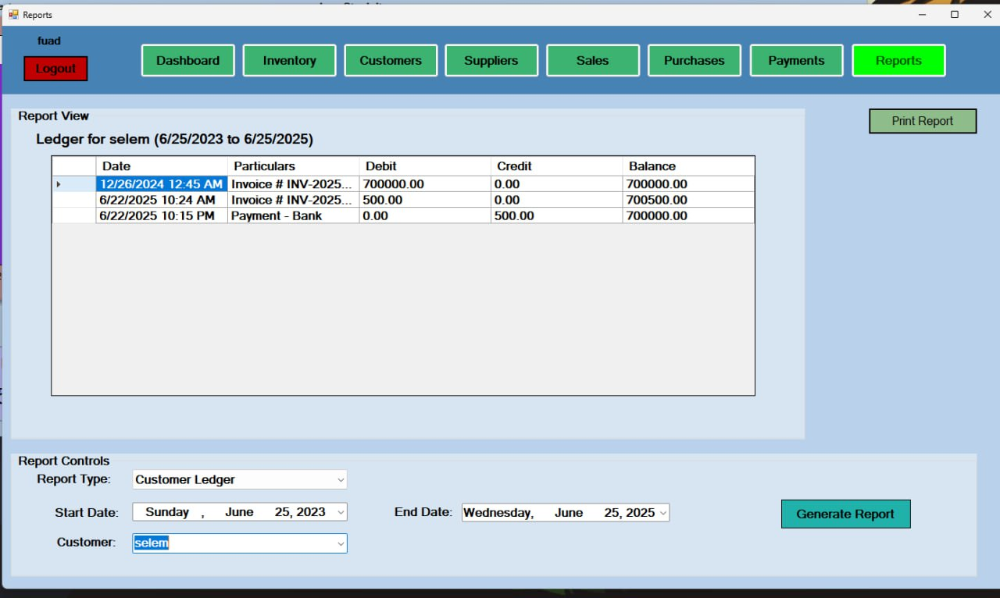 Reports
fuad
Logout
Dashboard Inventory Customers Suppliers Sales Purchases Payments Reports
Report View
Print Report
Ledger for selem (6/25/2023 to 6/25/2025)
Date Particulars Debit Credit Balance
12/26/2024 12:45 AM Invoice # INV-2025... 700000.00 0.00 700000.00
6/22/2025 10:24 AM Invoice # INV-2025... 500.00 0.00 700500.00
6/22/2025 10:15 PM Payment - Bank 0.00 500.00 700000.00
Report Controls
Report Type: Customer Ledger
Start Date: Sunday , June 25, 2023 End Date: Wednesday, June 25, 2025
Generate Report
Customer: selem